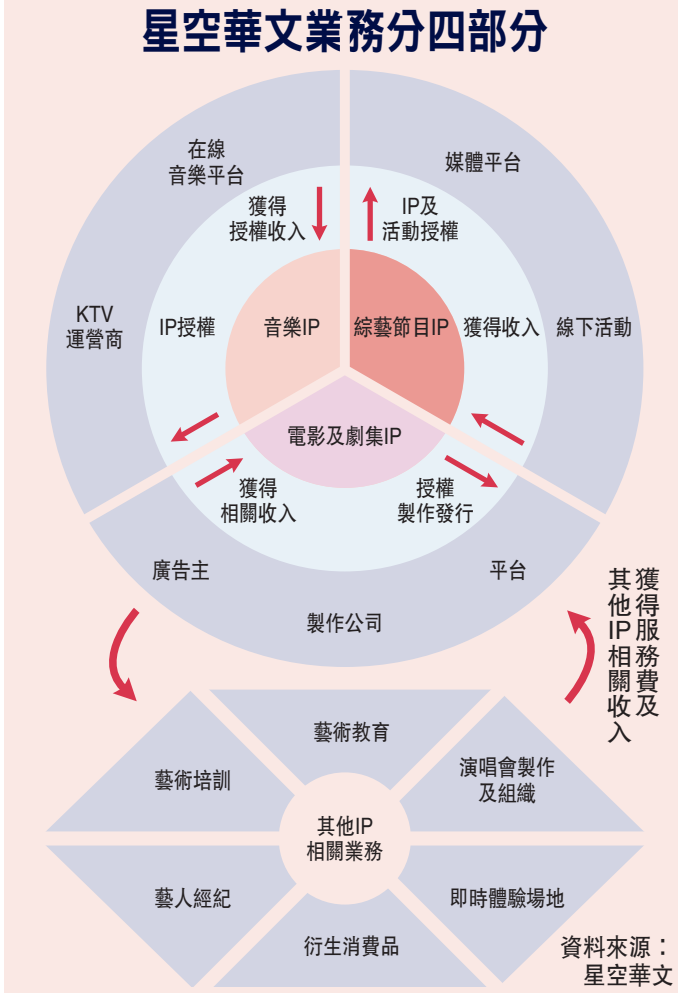 星空華文業務分四部分
在線
音樂平台
媒體平台
獲得
授權收入
IP及
活動授權
KTV
運營商
IP授權
音樂IP
綜藝節目IP
獲得收入
線下活動
電影及劇集IP
獲得
相關收入
授權
製作發行
廣告主
平台
製作公司
獲得服務費及
其他IP相關收入
藝術教育
藝術培訓
演唱會製作
及組織
其他IP
相關業務
藝人經紀
即時體驗場地
衍生消費品
資料來源：
星空華文